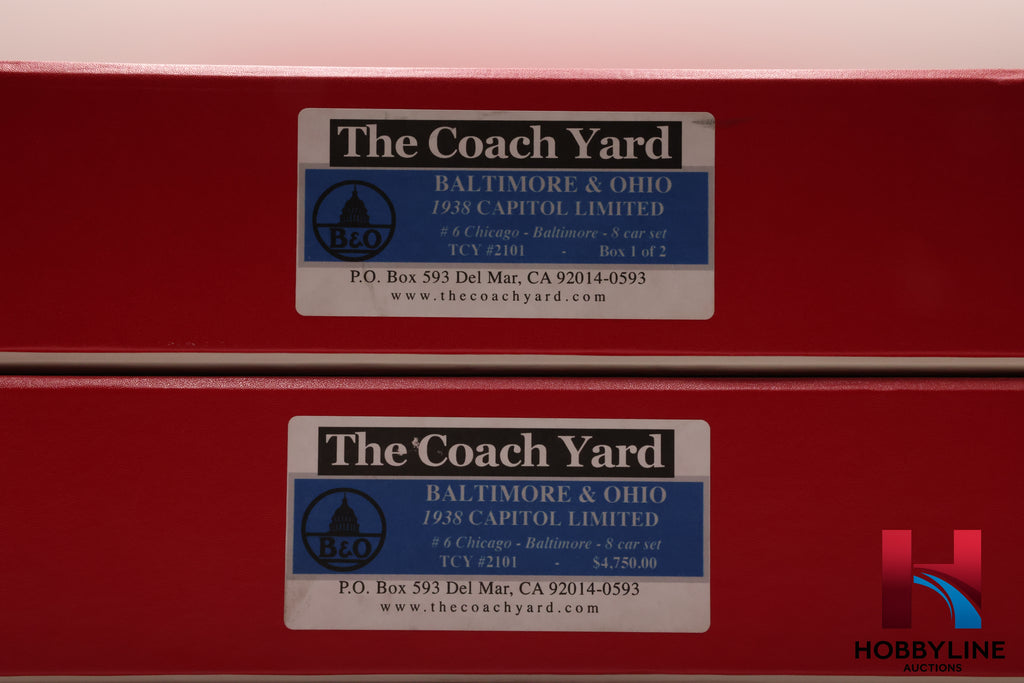 The Coach Yard
BALTIMORE & OHIO
1938 CAPITOL LIMITED
# 6 Chicago - Baltimore - 8 car set
TCY #2101 - Box 1 of 2
B&O
P.O. Box 593 Del Mar, CA 92014-0593
www.thecoachyard.com
The Coach Yard
BALTIMORE & OHIO
1938 CAPITOL LIMITED
# 6 Chicago - Baltimore - 8 car set
TCY #2101 - $4,750.00
B&O
P.O. Box 593 Del Mar, CA 92014-0593
www.thecoachyard.com
H
HOBBYLINE
AUCTIONS